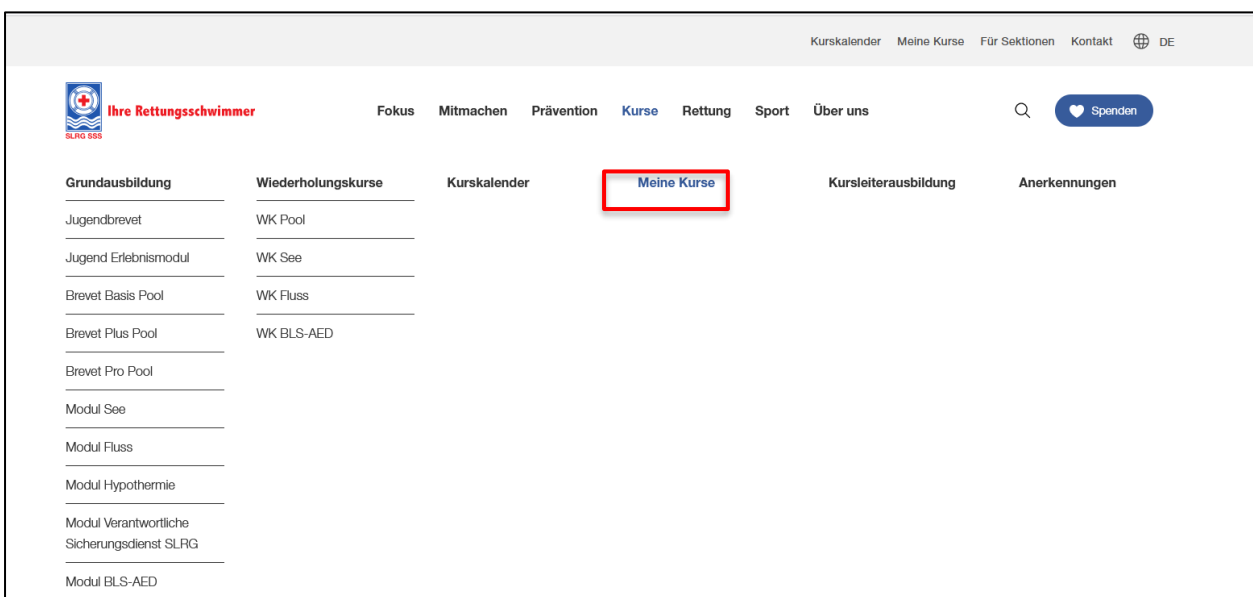 Kurskalender Meine Kurse Für Sektionen Kontakt DE
Ihre Rettungsschwimmer
SLRG SSS
Fokus Mitmachen Prävention Kurse Rettung Sport Über uns Spenden
Grundausbildung
Jugendbrevet
Jugend Erlebnismodul
Brevet Basis Pool
Brevet Plus Pool
Brevet Pro Pool
Modul See
Modul Fluss
Modul Hypothermie
Modul Verantwortliche
Sicherungsdienst SLRG
Modul BLS-AED
Wiederholungskurse
WK Pool
WK See
WK Fluss
WK BLS-AED
Kurskalender
Meine Kurse
Kursleiterausbildung
Anerkennungen